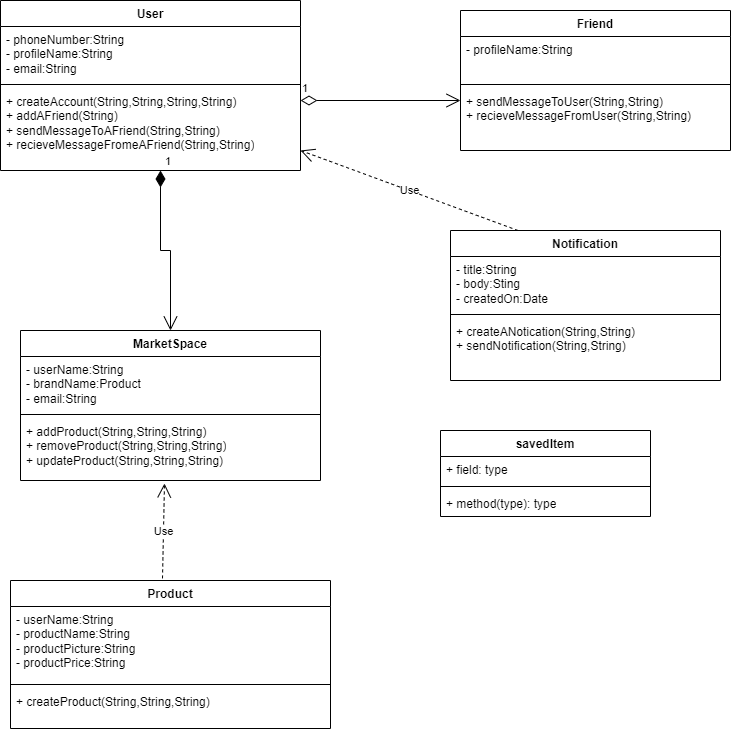 User
- phoneNumber:String
- profileName:String
- email:String
+ createAccount(String,String,String,String)
+ addAFriend(String)
+ sendMessageToAFriend(String,String)
+ recieveMessageFromeAFriend(String,String)
1
1
Friend
- profileName:String
+ sendMessageToUser(String,String)
+ recieveMessageFromUser(String,String)
Use
Notification
- title:String
- body:Sting
- createdOn:Date
+ createANotication(String,String)
+ sendNotification(String,String)
MarketSpace
- userName:String
- brandName:Product
- email:String
+ addProduct(String,String,String)
+ removeProduct(String,String,String)
+ updateProduct(String,String,String)
savedItem
+ field: type
+ method(type): type
Use
Product
- userName:String
- productName:String
- productPicture:String
- productPrice:String
+ createProduct(String,String,String)